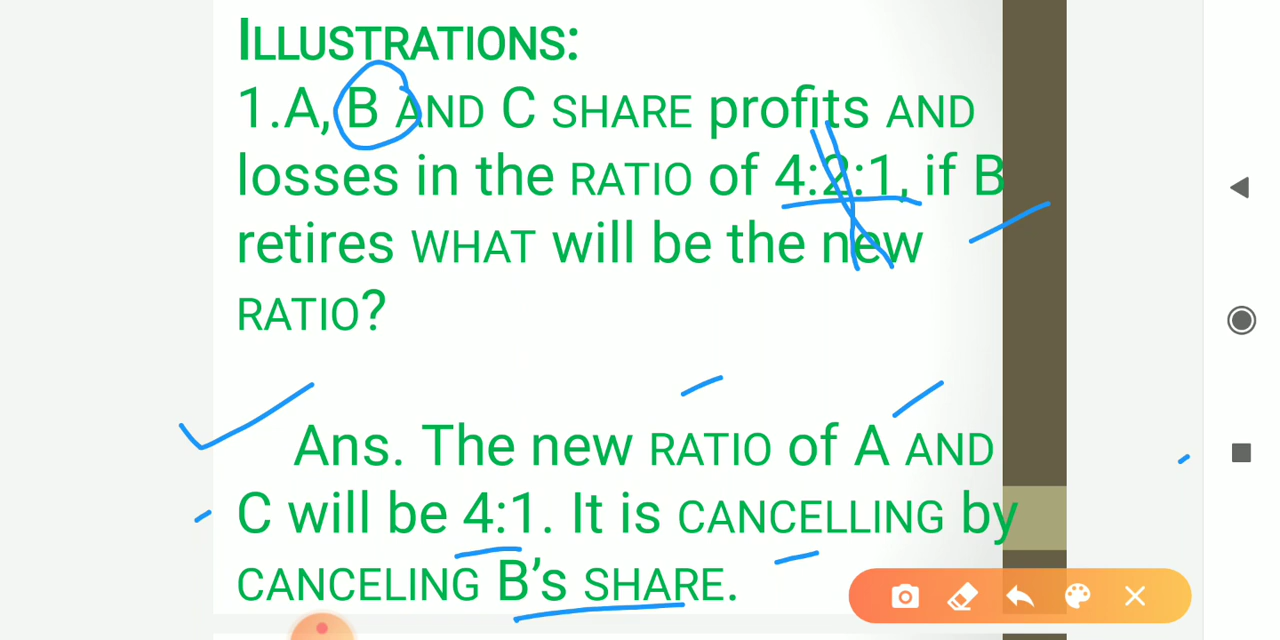 ILLUSTRATIONS:
1.A, B AND C SHARE profits AND
losses in the RATIO of 4:2:1, if B
retires WHAT will be the new
RATIO?
Ans. The new RATIO of A AND
C will be 4:1. It is CANCELLING by
CANCELING B’s SHARE.